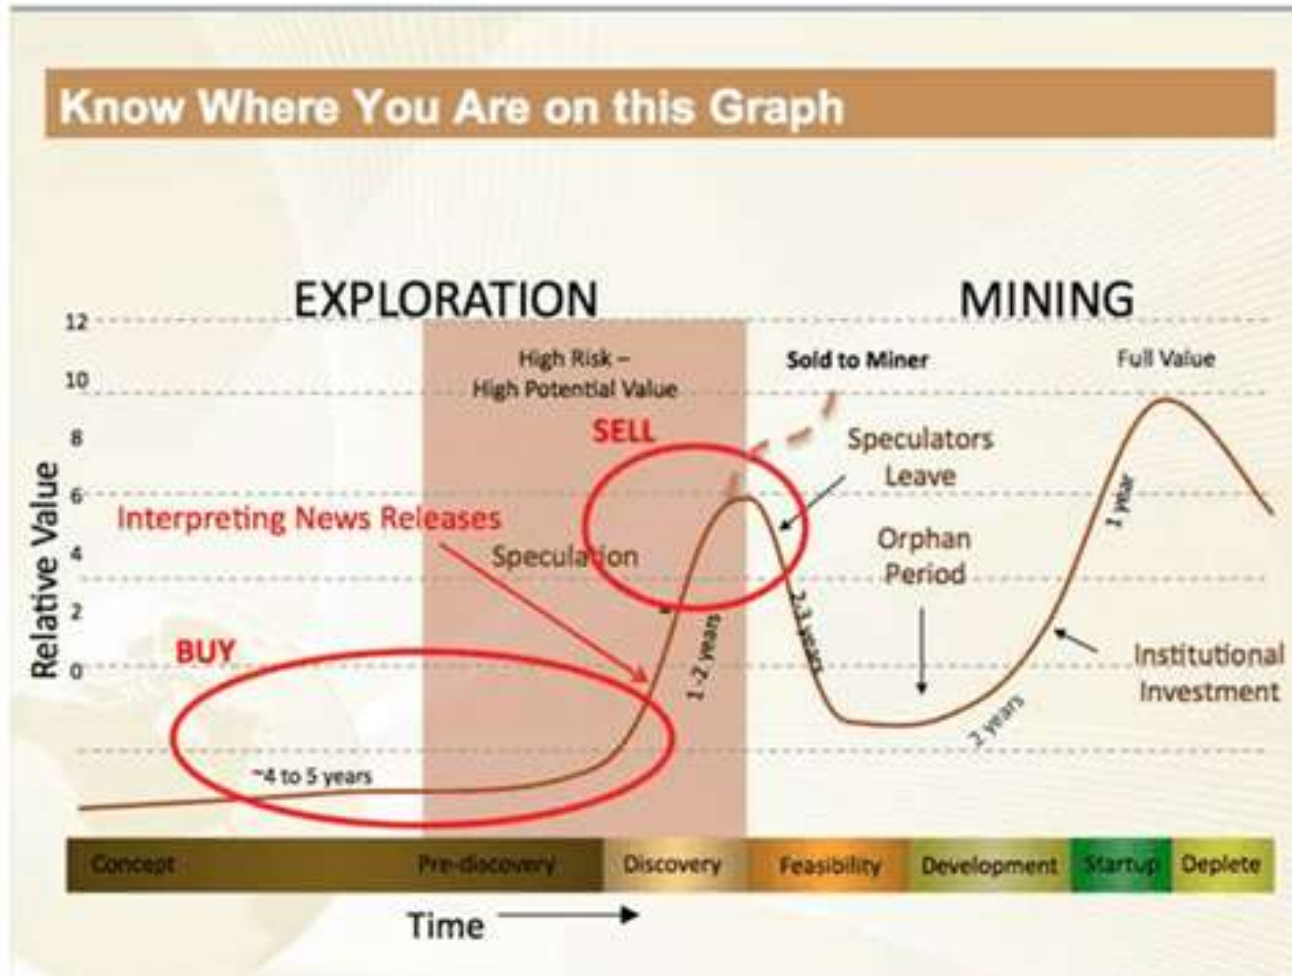 Know Where You Are on this Graph
EXPLORATION
MINING
12
10
8
6
4
2
0
Relative Value
High Risk –
High Potential Value
Sold to Miner
Full Value
SELL
Speculators
Leave
Interpreting News Releases
Speculation
Orphan
Period
1 year
BUY
1-2 years
2-3 years
Institutional
Investment
2 years
~4 to 5 years
Concept
Pre-discovery
Discovery
Feasibility
Development
Startup
Deplete
Time